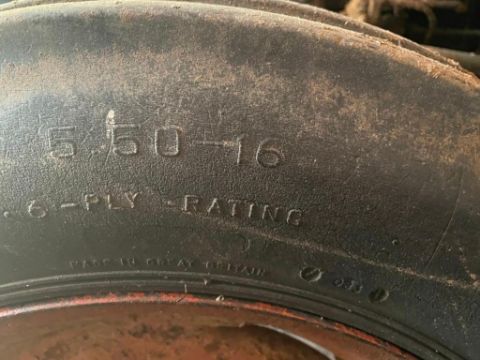 5.50-16
6-PLY-RATING
MADE IN GREAT BRITAIN